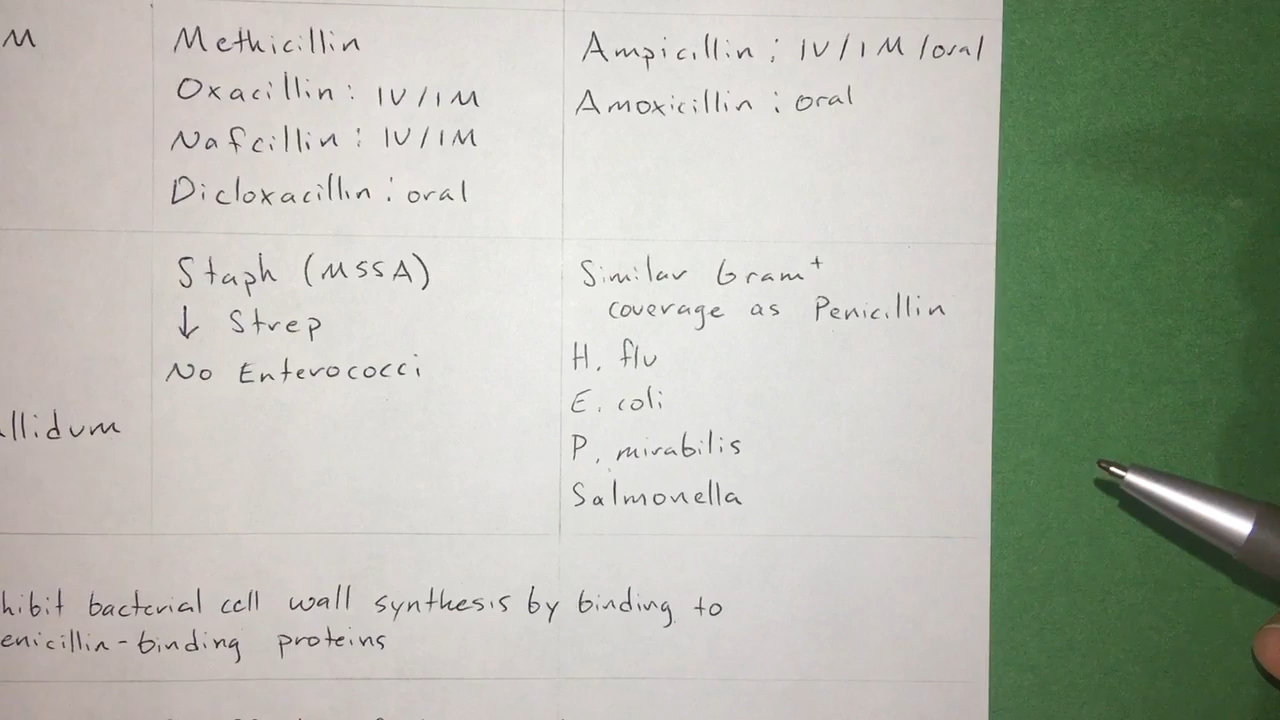 M
Methicillin
Oxacillin: IV/IM
Nafcillin: IV/IM
Dicloxacillin: oral
Ampicillin; IV/IM/oral
Amoxicillin: oral
llidum
Staph (MSSA)
↓ Strep
No Enterococci
Similar Gram+
coverage as Penicillin
H. flu
E. coli
P. mirabilis
Salmonella
hibit bacterial cell wall synthesis by binding to
enicillin-binding proteins